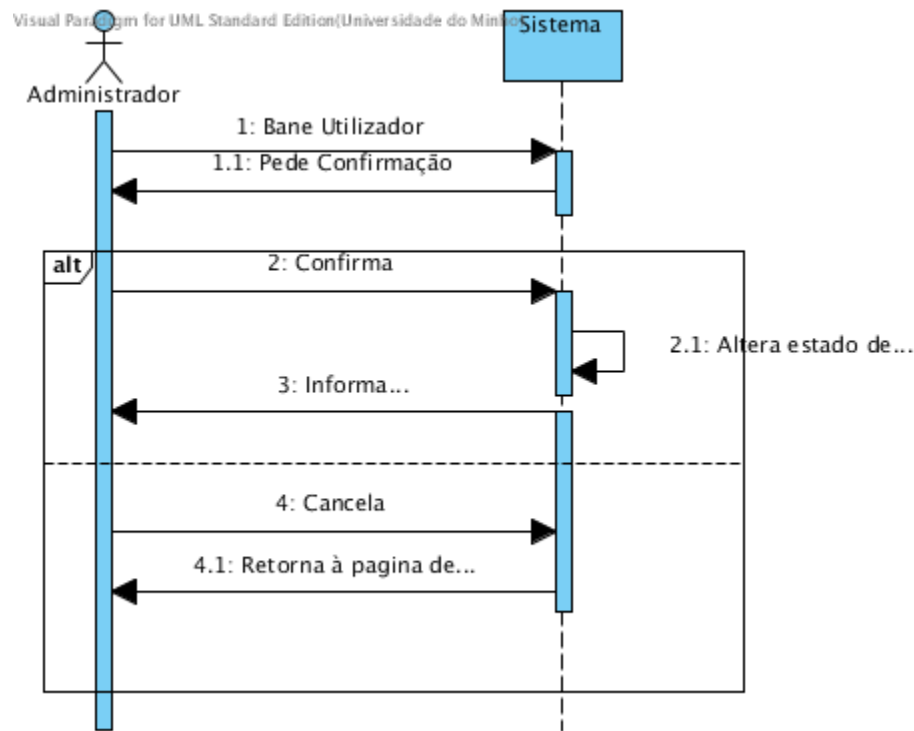 Visual Paradigm for UML Standard Edition(Universidade do Minho)
Sistema
Administrador
1: Bane Utilizador
1.1: Pede Confirmação
alt
2: Confirma
2.1: Altera estado de...
3: Informa...
4: Cancela
4.1: Retorna à pagina de...